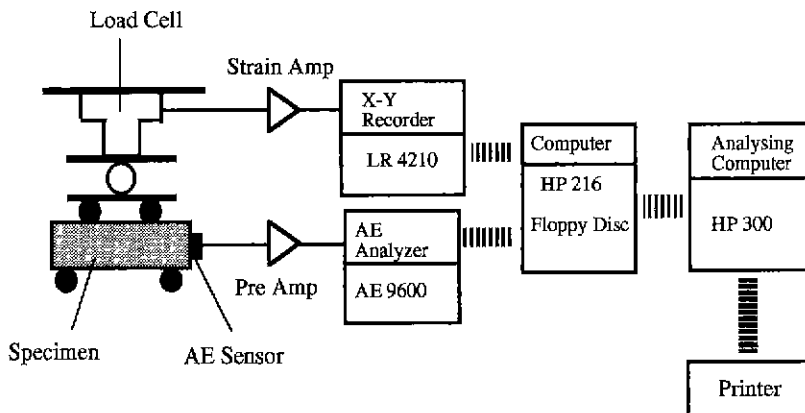 Load Cell
Strain Amp
X-Y
Recorder
LR 4210
Computer
HP 216
Floppy Disc
Analysing
Computer
HP 300
AE
Analyzer
AE 9600
Pre Amp
Specimen
AE Sensor
Printer